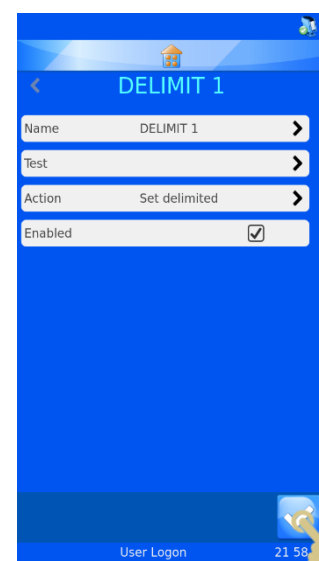 DELIMIT 1
Name DELIMIT 1
Test
Action Set delimited
Enabled
User Logon 21 58